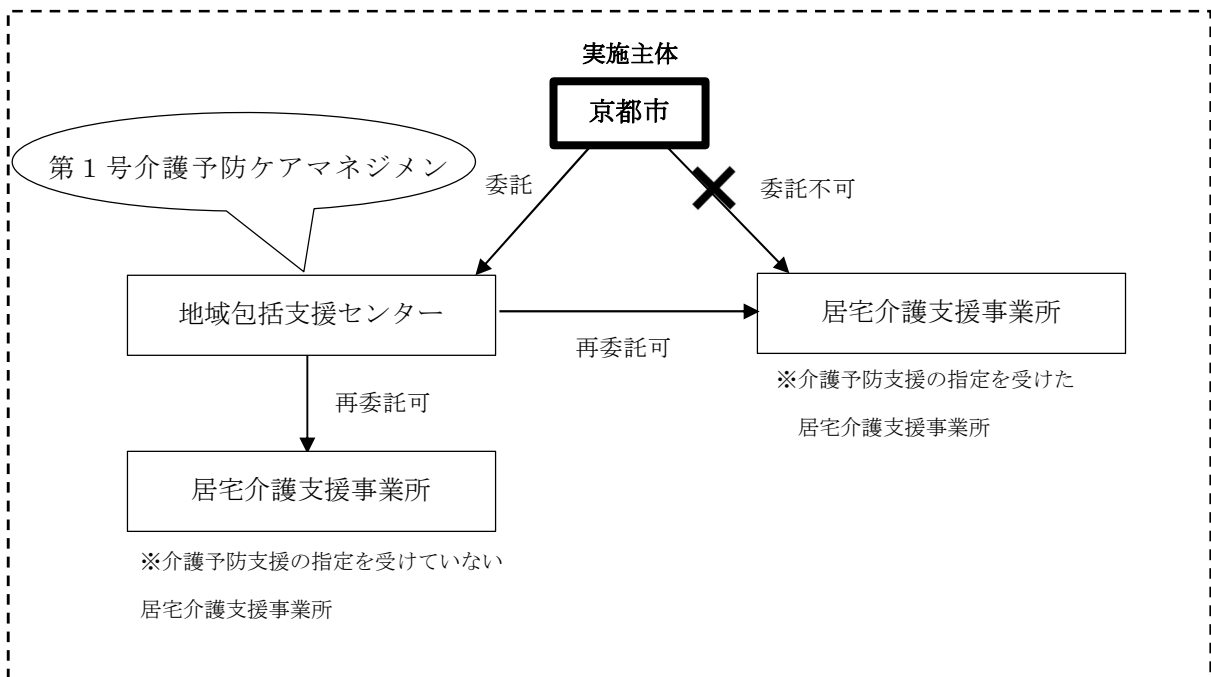 実施主体
京都市
第1号介護予防ケアマネジメン
委託
委託不可
地域包括支援センター
再委託可
居宅介護支援事業所
※介護予防支援の指定を受けた
居宅介護支援事業所
再委託可
居宅介護支援事業所
※介護予防支援の指定を受けていない
居宅介護支援事業所